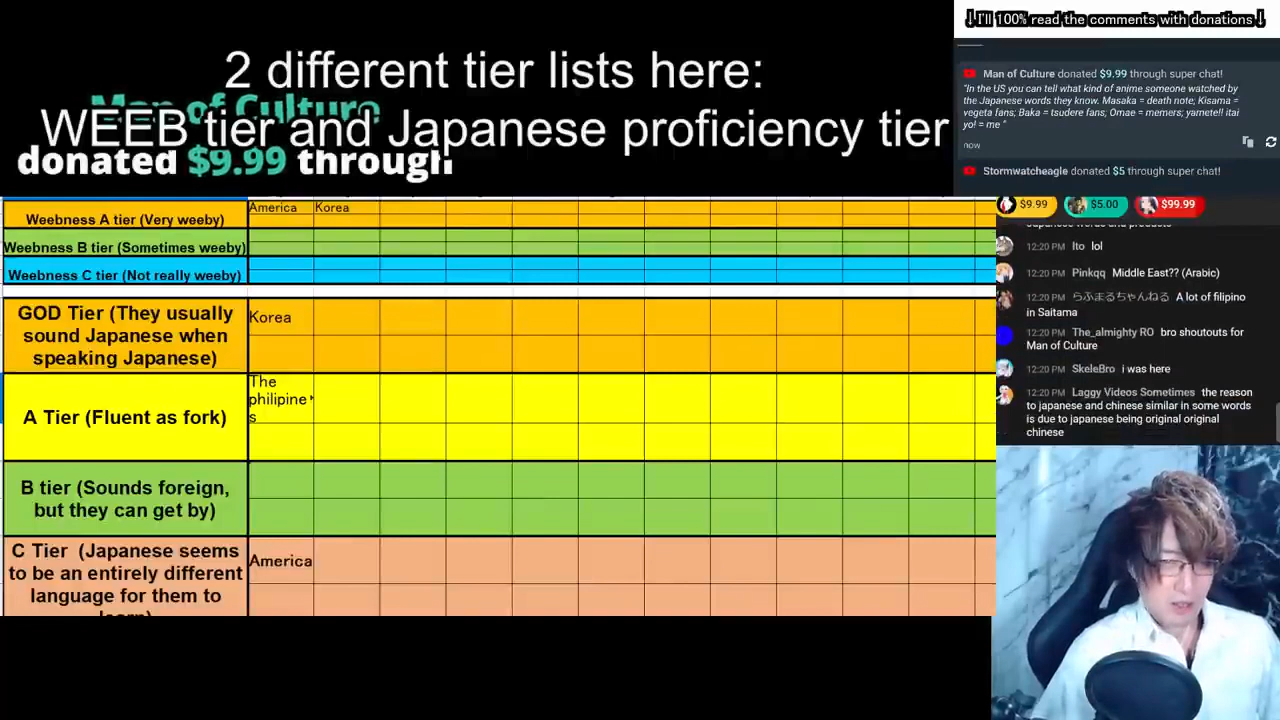 2 different tier lists here:
WEEB tier and Japanese proficiency tier
Man of Culture
donated $9.99 through
Weebness A tier (Very weeby)
America
Korea
Weebness B tier (Sometimes weeby)
Weebness C tier (Not really weeby)
GOD Tier (They usually
sound Japanese when
speaking Japanese)
Korea
A Tier (Fluent as fork)
The
philipine
s
B tier (Sounds foreign,
but they can get by)
C Tier (Japanese seems
to be an entirely different
language for them to
learn)
America
↓I'll 100% read the comments with donations↓
Man of Culture donated $9.99 through super chat!
"In the US you can tell what kind of anime someone watched by
the Japanese words they know. Masaka = death note; Kisama =
vegeta fans; Baka = tsudere fans; Omae = memers; yamete!! itai
yo! = me "
now
Stormwatcheagle donated $5 through super chat!
$9.99
$5.00
$99.99
Japanese words and products
12:20 PM Ito lol
12:20 PM Pinkqq Middle East?? (Arabic)
12:20 PM らふまるちゃんねる A lot of filipino
in Saitama
12:20 PM The_almighty RO bro shoutouts for
Man of Culture
12:20 PM SkeleBro i was here
12:20 PM Laggy Videos Sometimes the reason
to japanese and chinese similar in some words
is due to japanese being original original
chinese